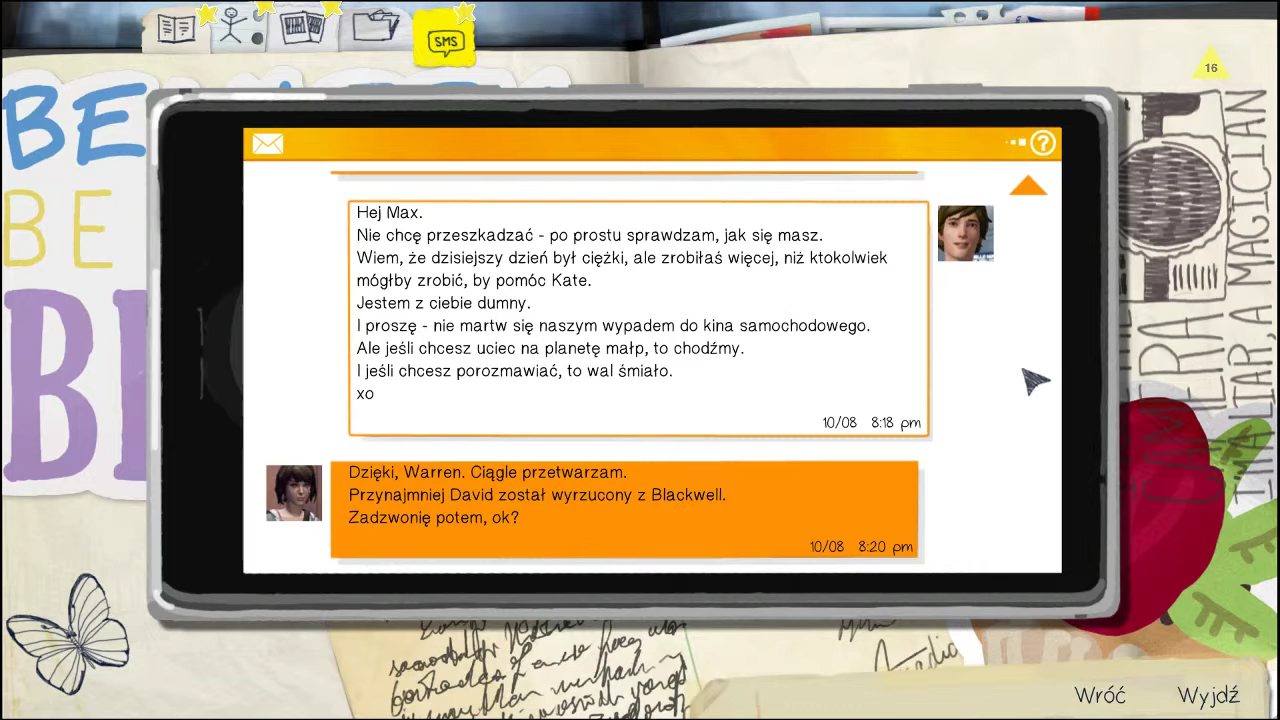 SMS
16
BE
BE
Hej Max.
Nie chcę przeszkadzać - po prostu sprawdzam, jak się masz.
Wiem, że dzisiejszy dzień był ciężki, ale zrobiłaś więcej, niż ktokolwiek
mógłby zrobić, by pomóc Kate.
Jestem z ciebie dumny.
I proszę - nie martw się naszym wypadem do kina samochodowego.
Ale jeśli chcesz uciec na planetę małp, to chodźmy.
I jeśli chcesz porozmawiać, to wal śmiało.
xo
10/08 8:18 pm
Dzięki, Warren. Ciągle przetwarzam.
Przynajmniej David został wyrzucony z Blackwell.
Zadzwonię potem, ok?
10/08 8:20 pm
A MAGICIAN
Wróć Wyjdź